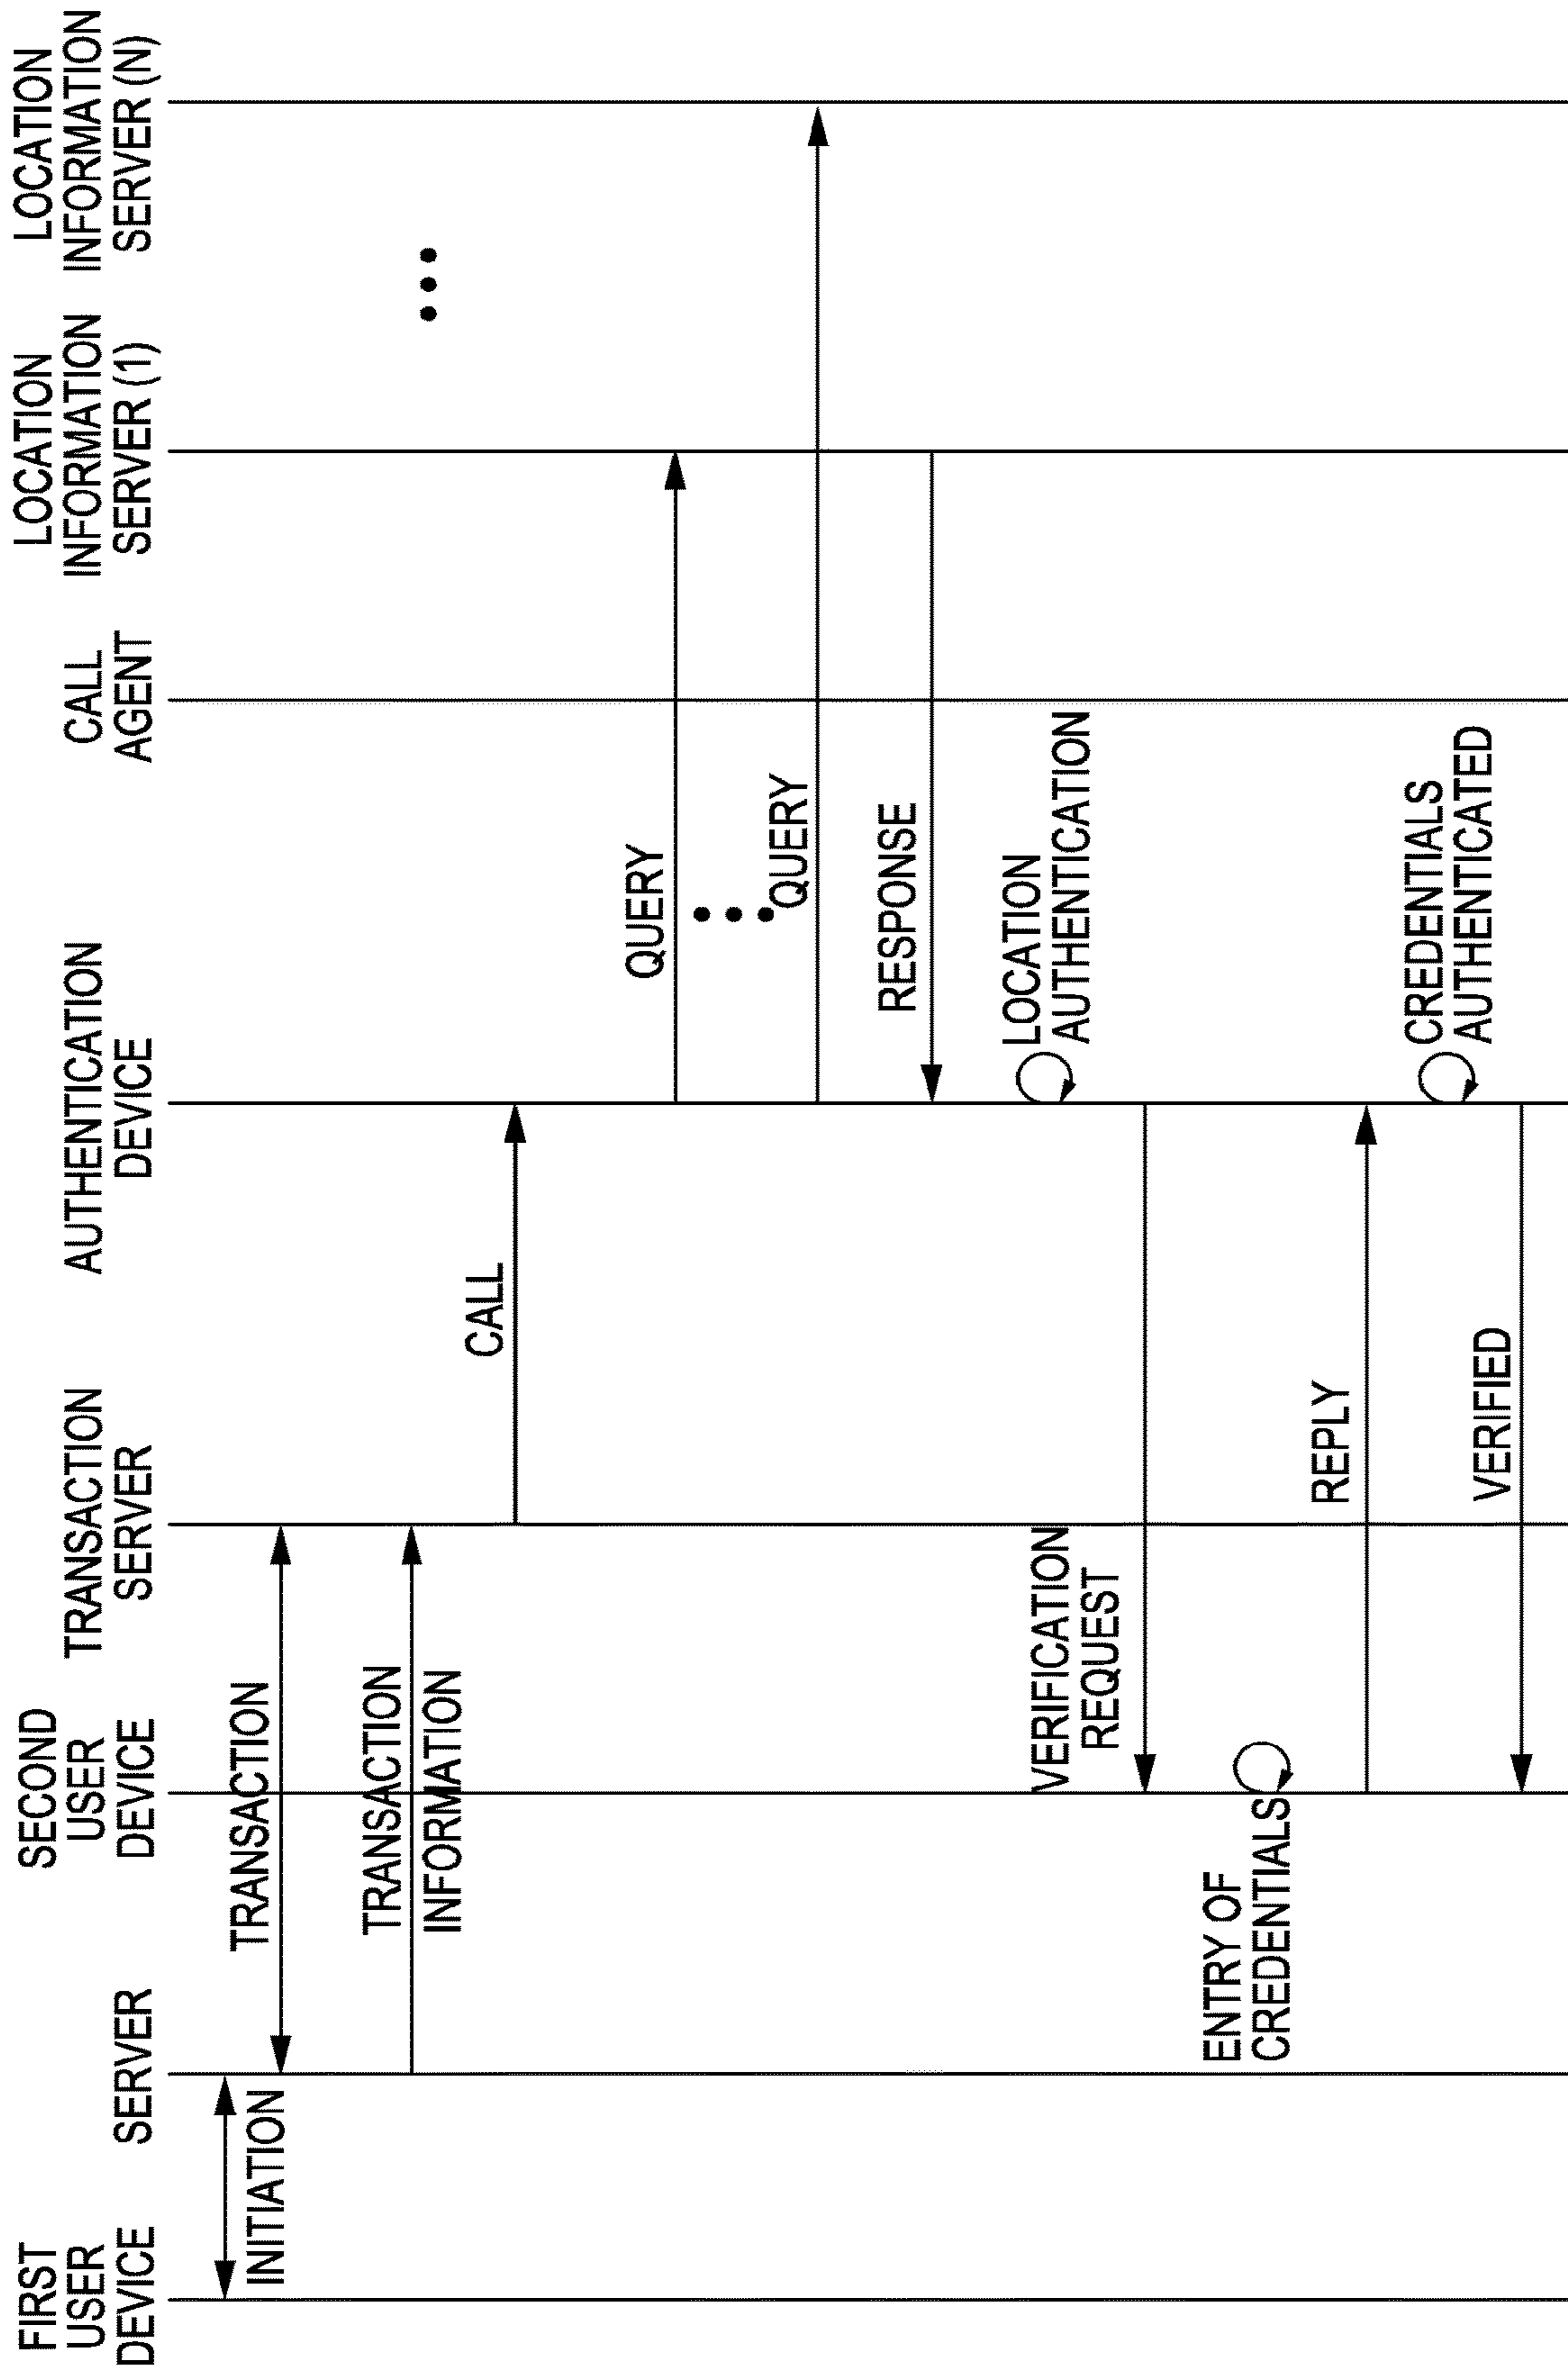 FIRST
USER
DEVICE
SERVER
SECOND
USER
DEVICE
TRANSACTION
SERVER
AUTHENTICATION
DEVICE
CALL
AGENT
LOCATION
INFORMATION
SERVER (1)
LOCATION
INFORMATION
SERVER (N)
INITIATION
TRANSACTION
TRANSACTION
INFORMATION
CALL
QUERY
QUERY
RESPONSE
LOCATION
AUTHENTICATION
VERIFICATION
REQUEST
ENTRY OF
CREDENTIALS
REPLY
CREDENTIALS
AUTHENTICATED
VERIFIED